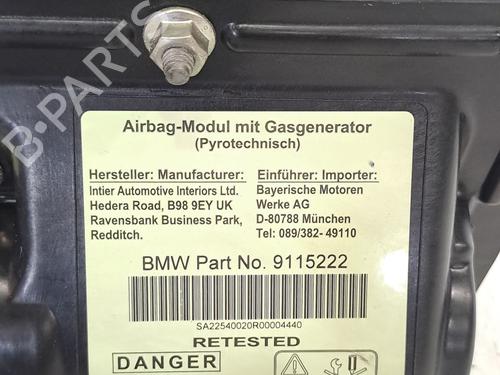 Airbag-Modul mit Gasgenerator
(Pyrotechnisch)
Hersteller: Manufacturer:
Intier Automotive Interiors Ltd.
Hedera Road, B98 9EY UK
Ravensbank Business Park,
Redditch.
Einführer: Importer:
Bayerische Motoren
Werke AG
D-80788 München
Tel: 089/382- 49110
BMW Part No. 9115222
SA22540020R00004440
RETESTED
DANGER
B-PARTS
B-PARTS